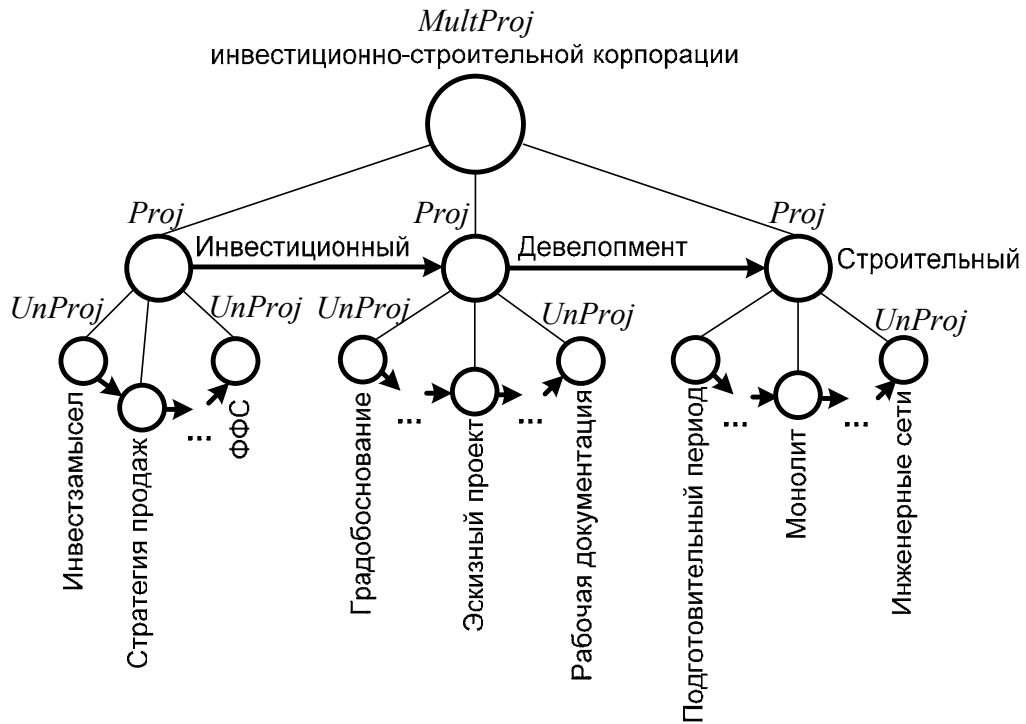 MultProj
инвестиционно-строительной корпорации
Proj
Proj
Proj
Инвестиционный
Девелопмент
Строительный
UnProj
UnProj
UnProj
UnProj
UnProj
...
...
...
...
...
Инвестзамысел
Стратегия продаж
ФФС
Градобоснование
Эскизный проект
Рабочая документация
Подготовительный период
Монолит
Инженерные сети